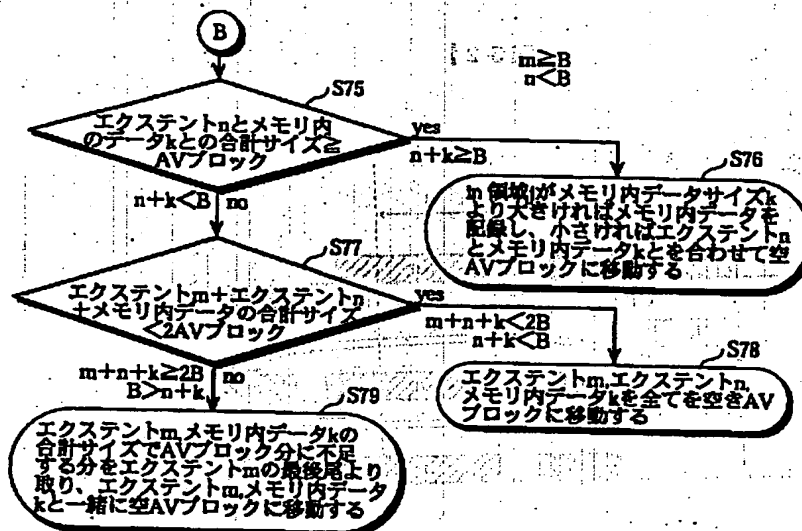 B
m≧B
n<B
S75
エクステントnとメモリ内
のデータkとの合計サイズ≧
AVブロック
yes
n+k≧B
S76
in 領域jがメモリ内データサイズk
より大きければメモリ内データを
記録し、小さければエクステントn
とメモリ内データkとを合わせて空
AVブロックに移動する
n+k<B
no
S77
エクステントm+エクステントn
+メモリ内データの合計サイズ
<2AVブロック
yes
m+n+k<2B
n+k<B
S78
エクステントm,エクステントn,
メモリ内データkを全てを空きAV
ブロックに移動する
m+n+k≧2B
B>n+k
no
S79
エクステントm,メモリ内データkの
合計サイズでAVブロック分に不足
する分をエクステントmの最後尾より
取り、エクステントm,メモリ内データ
kと一緒に空AVブロックに移動する